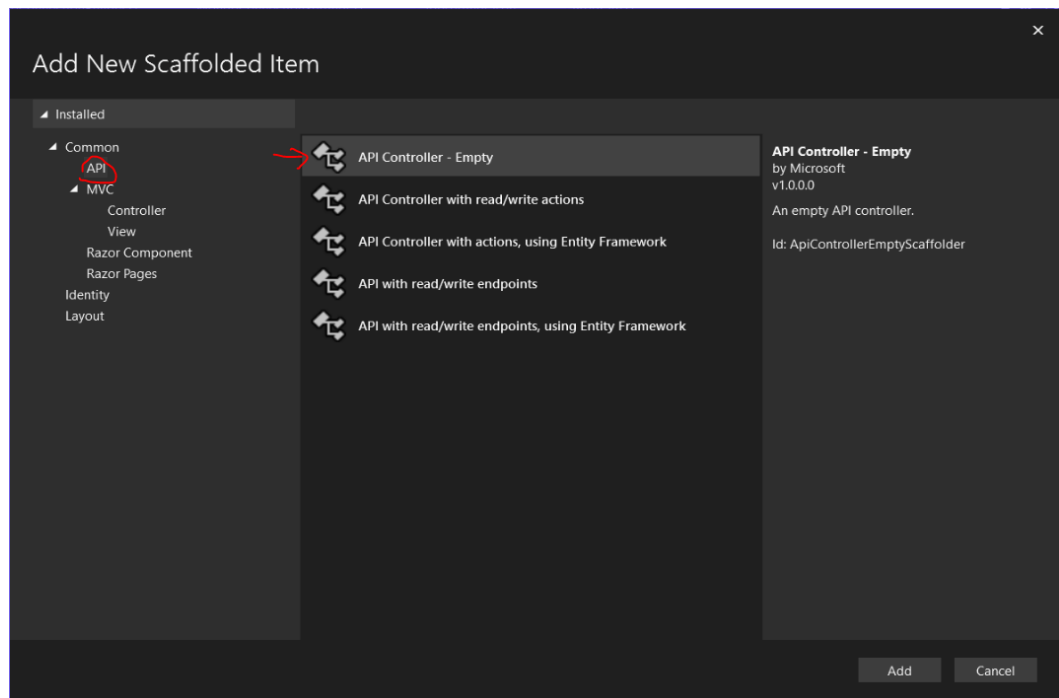 Add New Scaffolded Item
Installed
Common
API
MVC
Controller
View
Razor Component
Razor Pages
Identity
Layout
API Controller - Empty
API Controller with read/write actions
API Controller with actions, using Entity Framework
API with read/write endpoints
API with read/write endpoints, using Entity Framework
API Controller - Empty
by Microsoft
v1.0.0.0
An empty API controller.
Id: ApiControllerEmptyScaffolder
Add
Cancel